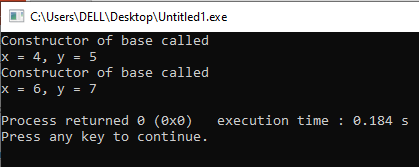 C:\Users\DELL\Desktop\Untitled1.exe
Constructor of base called
x = 4, y = 5
Constructor of base called
x = 6, y = 7
Process returned 0 (0x0)   execution time : 0.184 s
Press any key to continue.